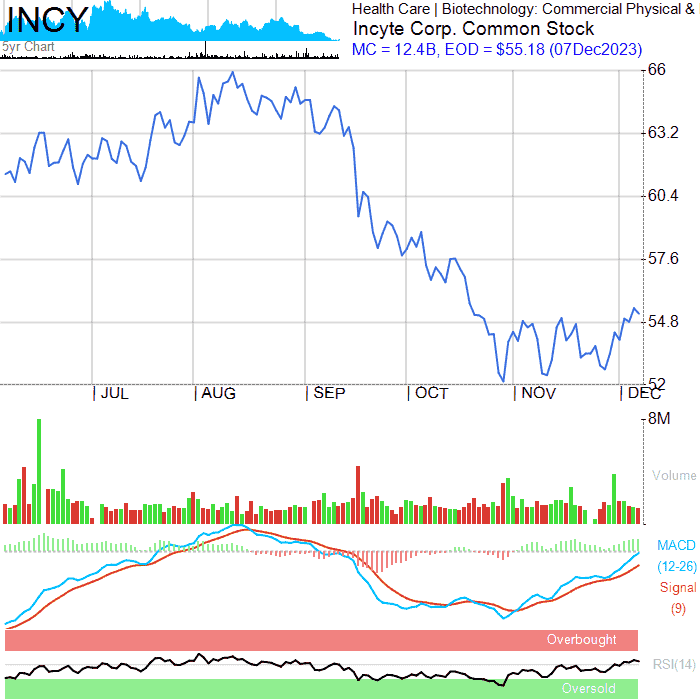 INCY
5yr Chart
Health Care | Biotechnology: Commercial Physical &
Incyte Corp. Common Stock
MC = 12.4B, EOD = $55.18 (07Dec2023)
66
63.2
60.4
57.6
54.8
52
JUL
AUG
SEP
OCT
NOV
DEC
8M
Volume
MACD
(12-26)
Signal
(9)
Overbought
RSI(14)
Oversold